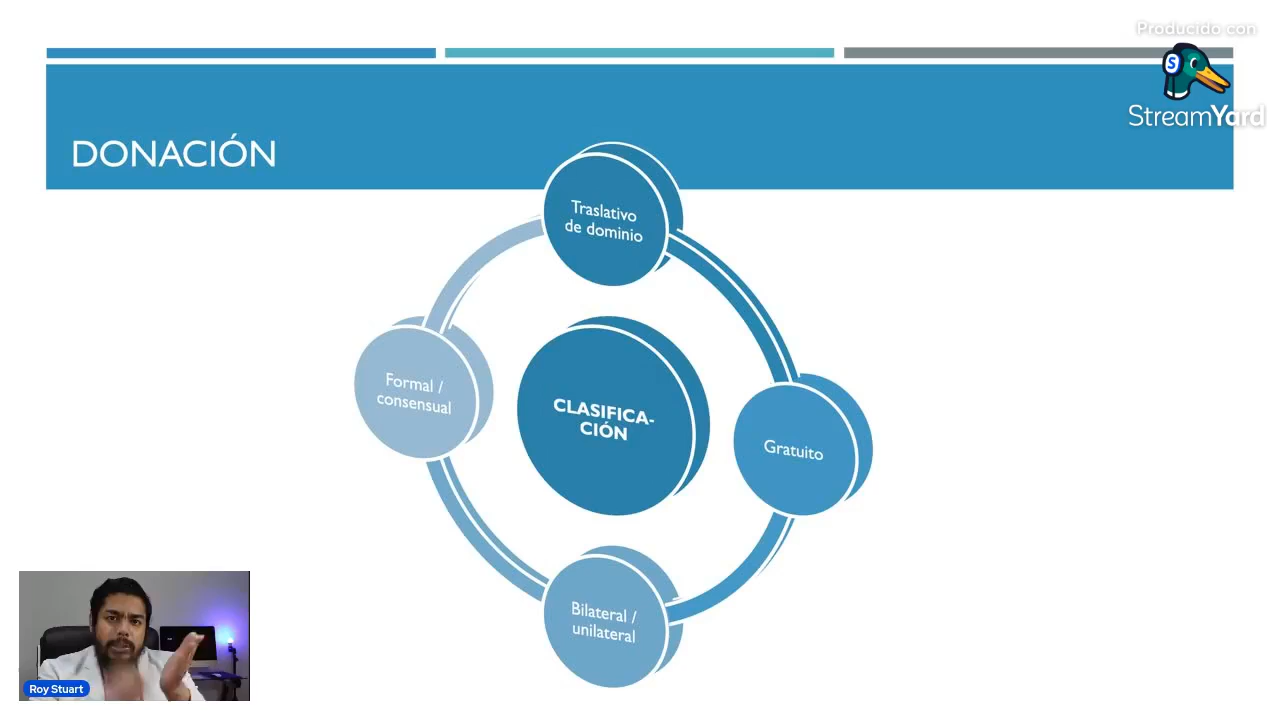 Producido con
StreamYard
DONACIÓN
Traslativo
de dominio
Formal /
consensual
CLASIFICA-
CIÓN
Gratuito
Bilateral /
unilateral
Roy Stuart